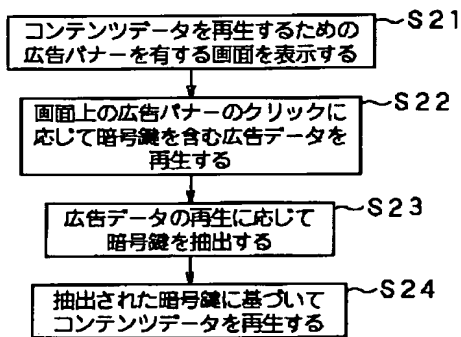 コンテンツデータを再生するための
広告バナーを有する画面を表示する
S21
画面上の広告バナーのクリックに
応じて暗号鍵を含む広告データを
再生する
S22
広告データの再生に応じて
暗号鍵を抽出する
S23
抽出された暗号鍵に基づいて
コンテンツデータを再生する
S24